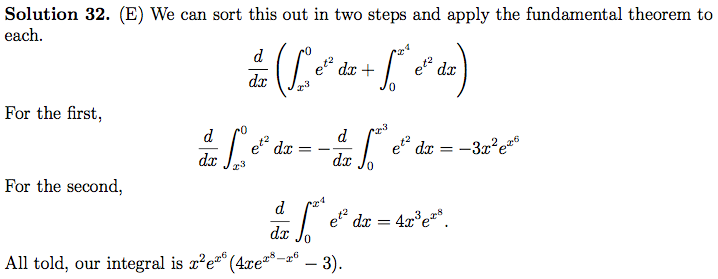 Solution 32. (E) We can sort this out in two steps and apply the fundamental theorem to
each.
$$\frac{d}{dx}\left(\int_{x^3}^{0} e^{t^2}\,dx + \int_{0}^{x^4} e^{t^2}\,dx\right)$$
For the first,
$$\frac{d}{dx}\int_{x^3}^{0} e^{t^2}\,dx = -\frac{d}{dx}\int_{0}^{x^3} e^{t^2}\,dx = -3x^2e^{x^6}$$
For the second,
$$\frac{d}{dx}\int_{0}^{x^4} e^{t^2}\,dx = 4x^3e^{x^8}.$$
All told, our integral is $x^2e^{x^6}(4xe^{x^8-x^6} - 3)$.